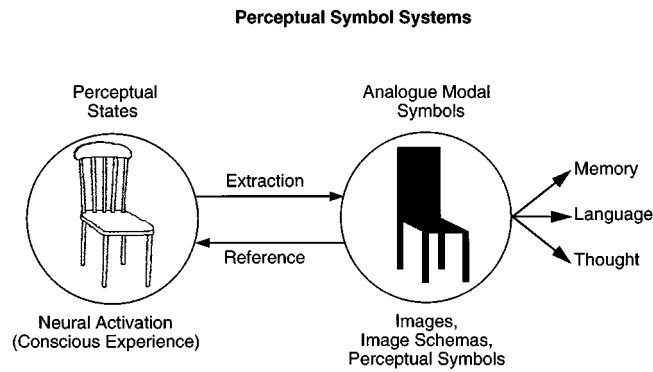 Perceptual Symbol Systems
Perceptual
States
Analogue Modal
Symbols
Extraction
Reference
Memory
Language
Thought
Neural Activation
(Conscious Experience)
Images,
Image Schemas,
Perceptual Symbols